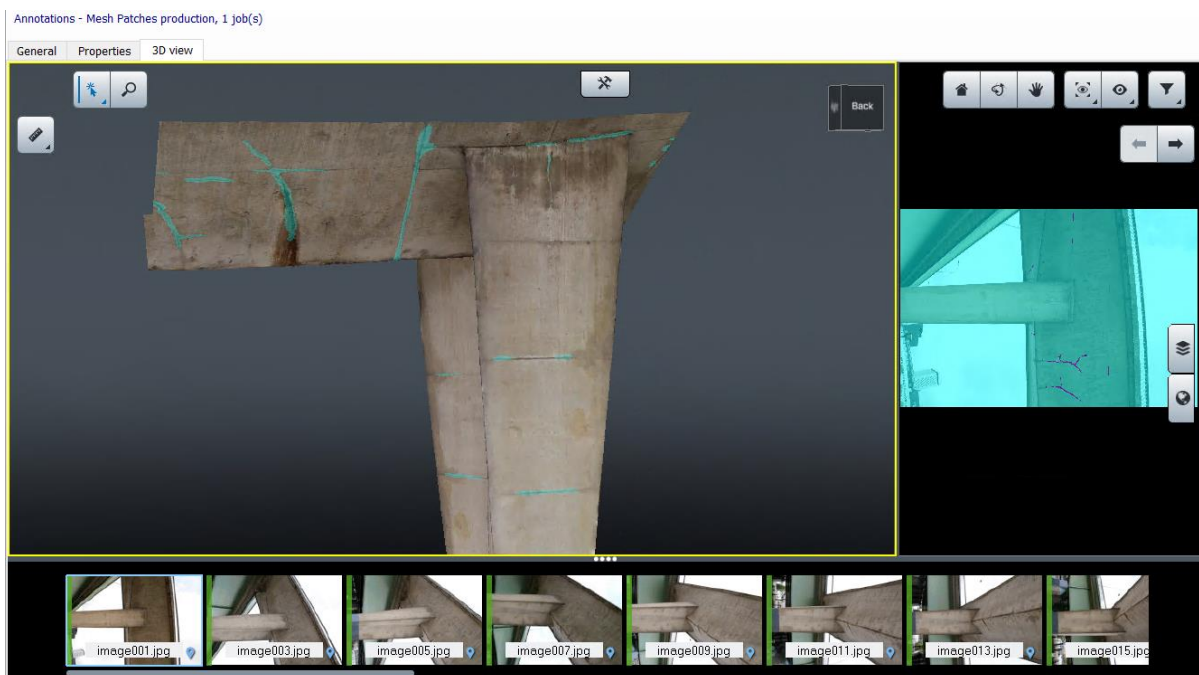 Annotations - Mesh Patches production, 1 job(s)
General Properties 3D view
Back
image001.jpg image003.jpg image005.jpg image007.jpg image009.jpg image011.jpg image013.jpg image015.jpg